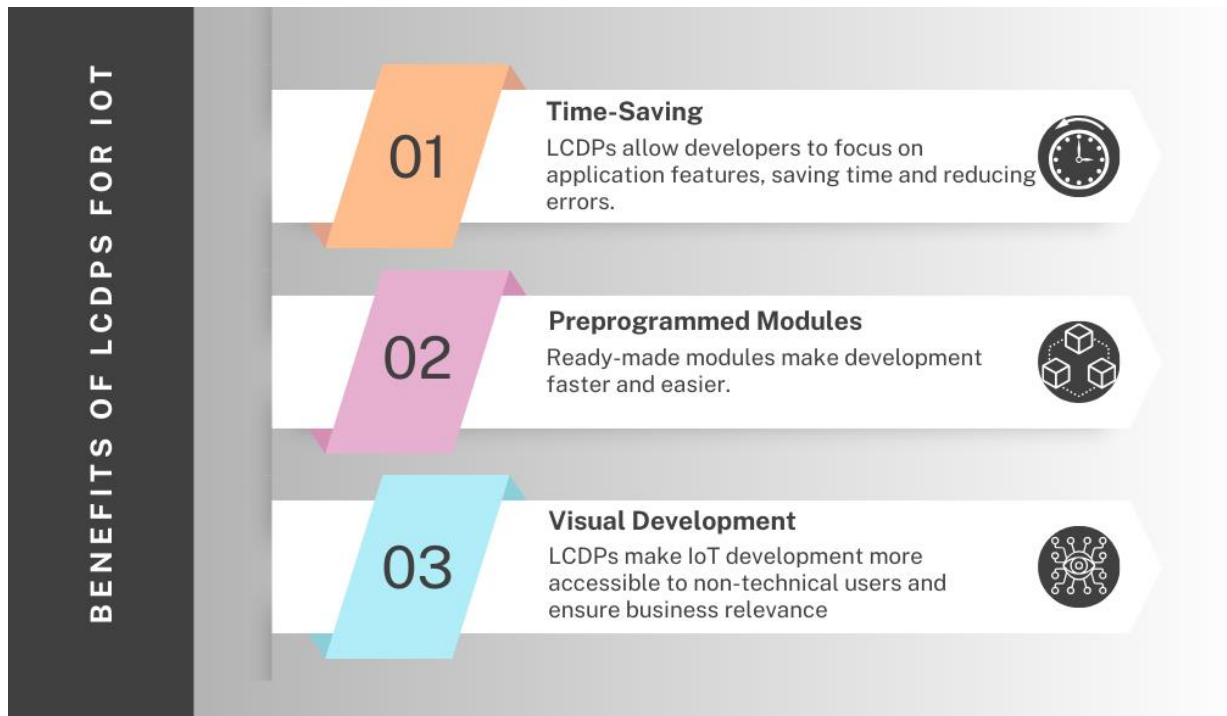 BENEFITS OF LCDPS FOR IOT
01
Time-Saving
LCDPs allow developers to focus on
application features, saving time and reducing
errors.
02
Preprogrammed Modules
Ready-made modules make development
faster and easier.
03
Visual Development
LCDPs make IoT development more
accessible to non-technical users and
ensure business relevance